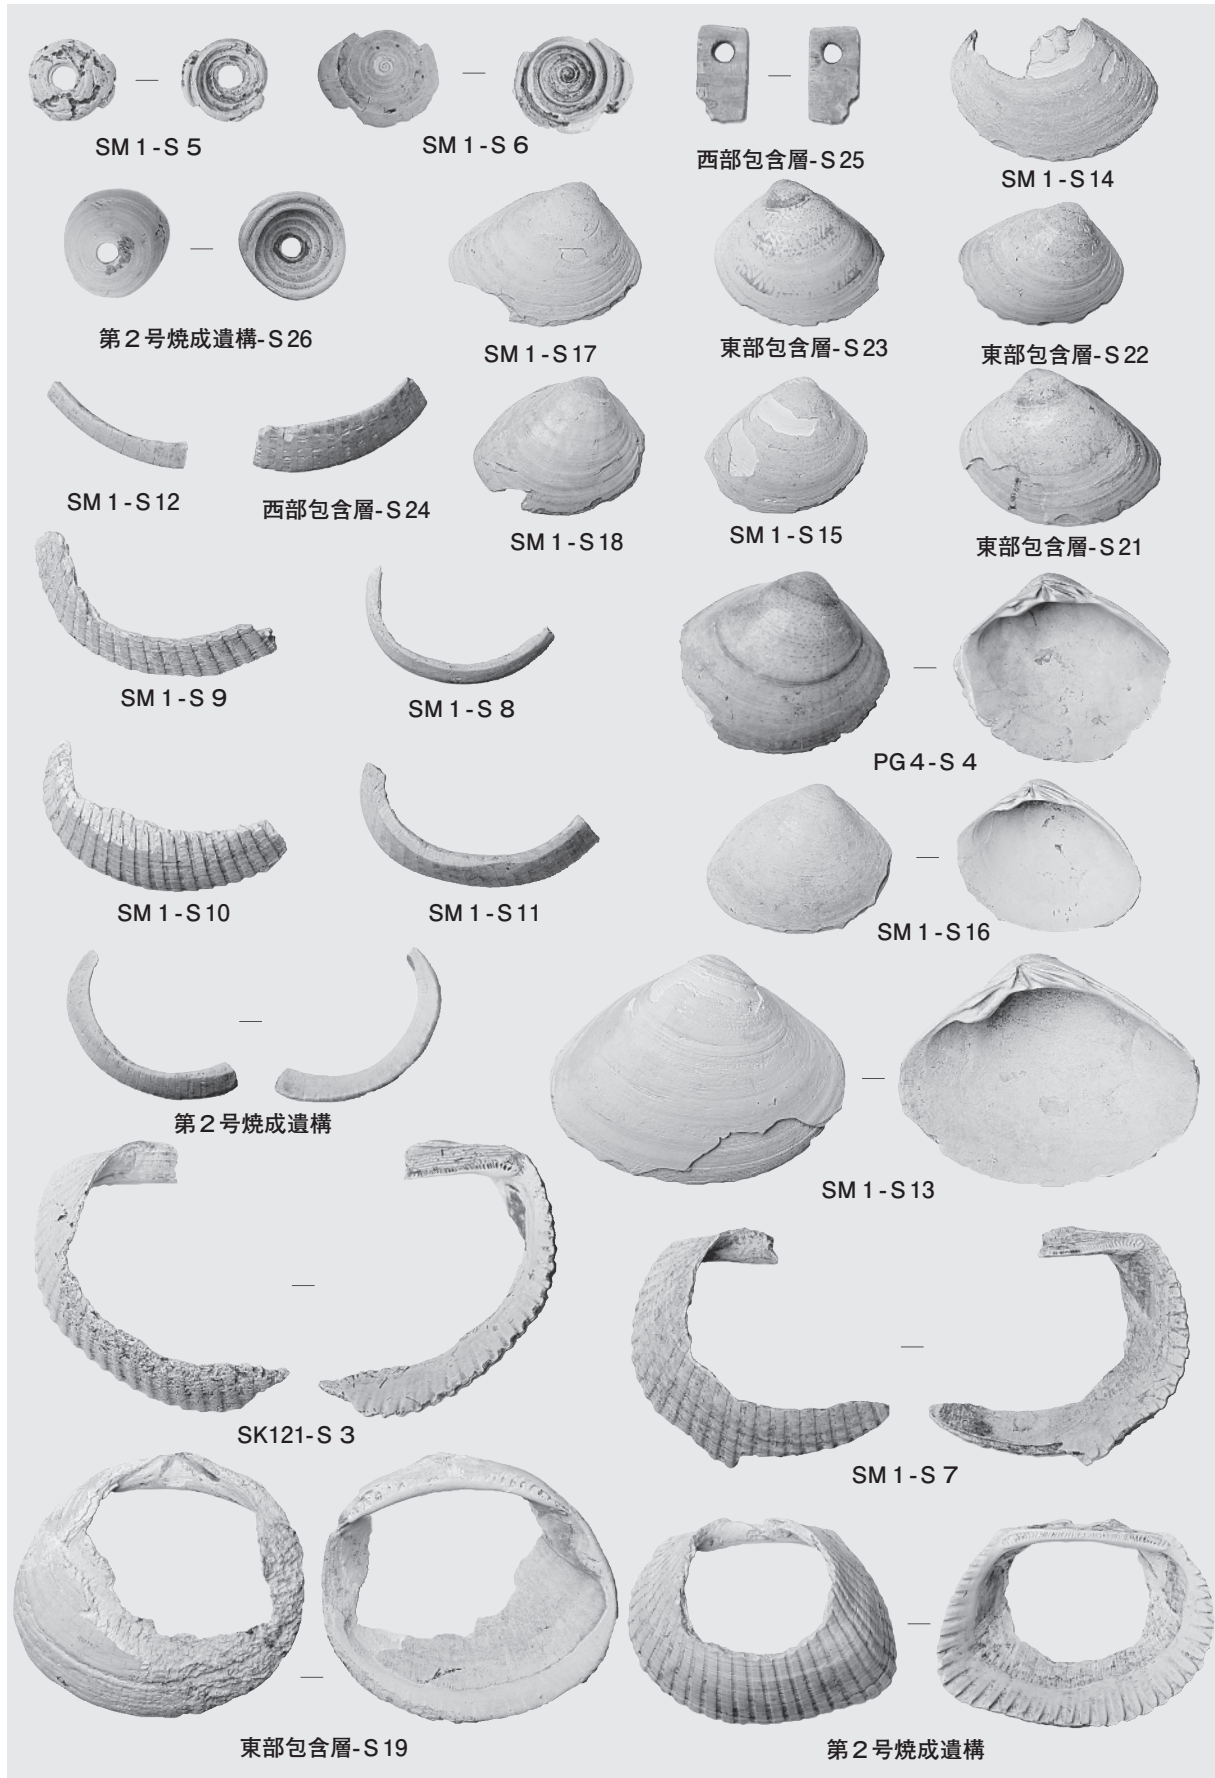 SM1-S5
SM1-S6
西部包含層-S25
SM1-S14
第2号焼成遺構-S26
SM1-S17
東部包含層-S23
東部包含層-S22
SM1-S12
西部包含層-S24
SM1-S18
SM1-S15
東部包含層-S21
SM1-S9
SM1-S8
PG4-S4
SM1-S10
SM1-S11
SM1-S16
第2号焼成遺構
SM1-S13
SK121-S3
SM1-S7
東部包含層-S19
第2号焼成遺構